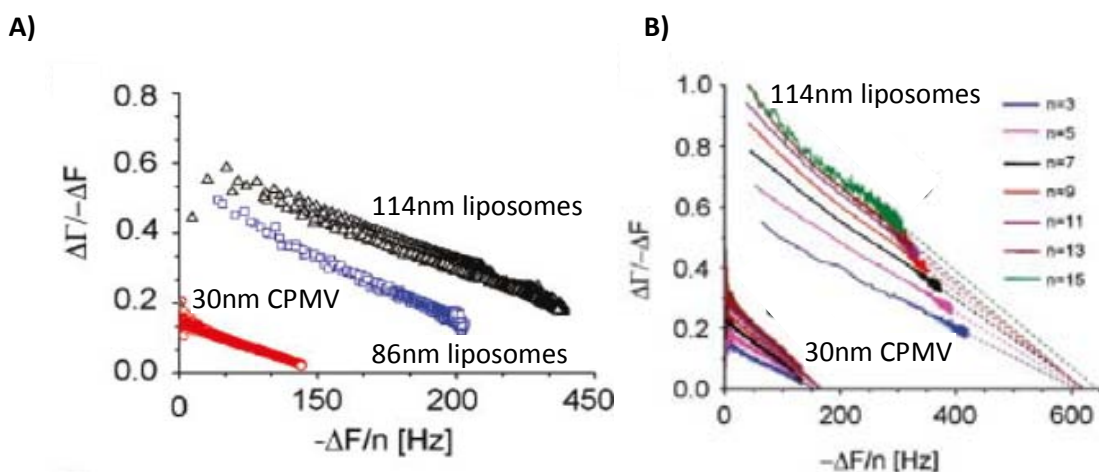 A)
0.8
0.6
0.4
0.2
0.0
0
150
200
450
ΔΓ/-ΔF
-ΔF/n [Hz]
114nm liposomes
30nm CPMV
86nm liposomes
B)
1.0
0.8
0.6
0.4
0.2
0.0
0
200
400
600
ΔΓ/-ΔF
-ΔF/n [Hz]
114nm liposomes
30nm CPMV
n=3
n=5
n=7
n=9
n=11
n=13
n=15